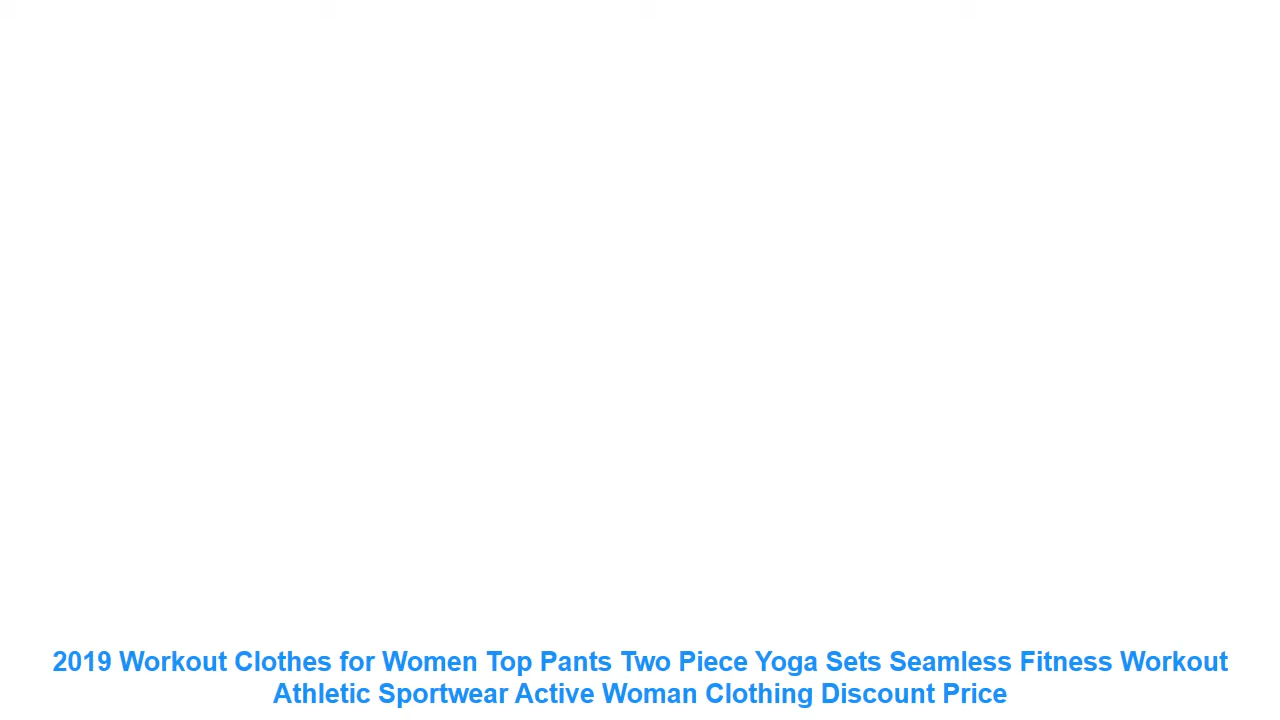 2019 Workout Clothes for Women Top Pants Two Piece Yoga Sets Seamless Fitness Workout
Athletic Sportwear Active Woman Clothing Discount Price